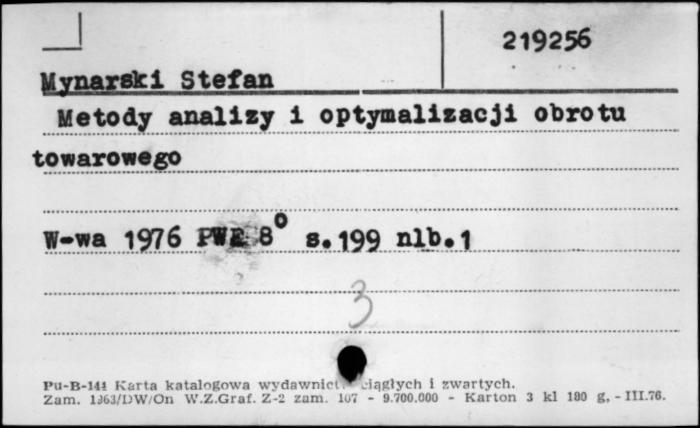 219256
Mynarski Stefan
Metody analizy i optymalizacji obrotu
towarowego
W-wa 1976 PWE 8° s.199 nlb.1
3
Pu-B-144 Karta katalogowa wydawnict. ciągłych i zwartych.
Zam. 1363/DW/On W.Z.Graf. Z-2 zam. 107 - 9.700.000 - Karton 3 kl 180 g, - III.76.